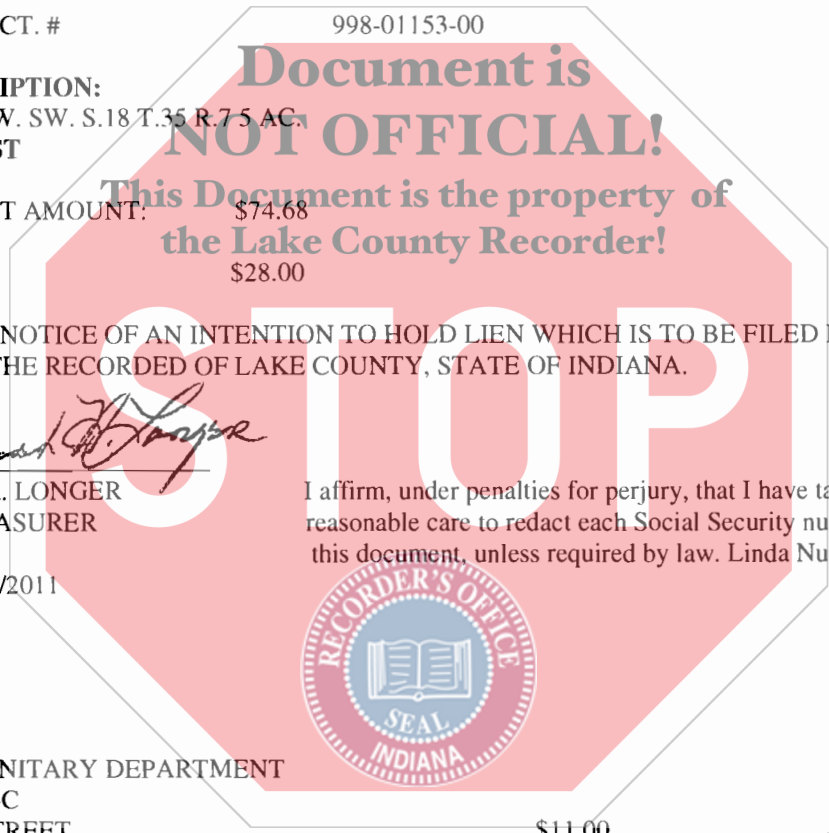 CT. # 998-01153-00
Document is
IPTION:
W. SW. S.18 T.35 R.7 5 AC.
NOT OFFICIAL!
ST
This Document is the property of
T AMOUNT: $74.68
the Lake County Recorder!
$28.00
NOTICE OF AN INTENTION TO HOLD LIEN WHICH IS TO BE FILED
THE RECORDED OF LAKE COUNTY, STATE OF INDIANA.
STOP
. LONGER I affirm, under penalties for perjury, that I have ta
ASURER reasonable care to redact each Social Security nu
this document, unless required by law. Linda Nu
/2011
RECORDER'S OFFICE
SEAL
INDIANA
NITARY DEPARTMENT
C
TREET $11.00